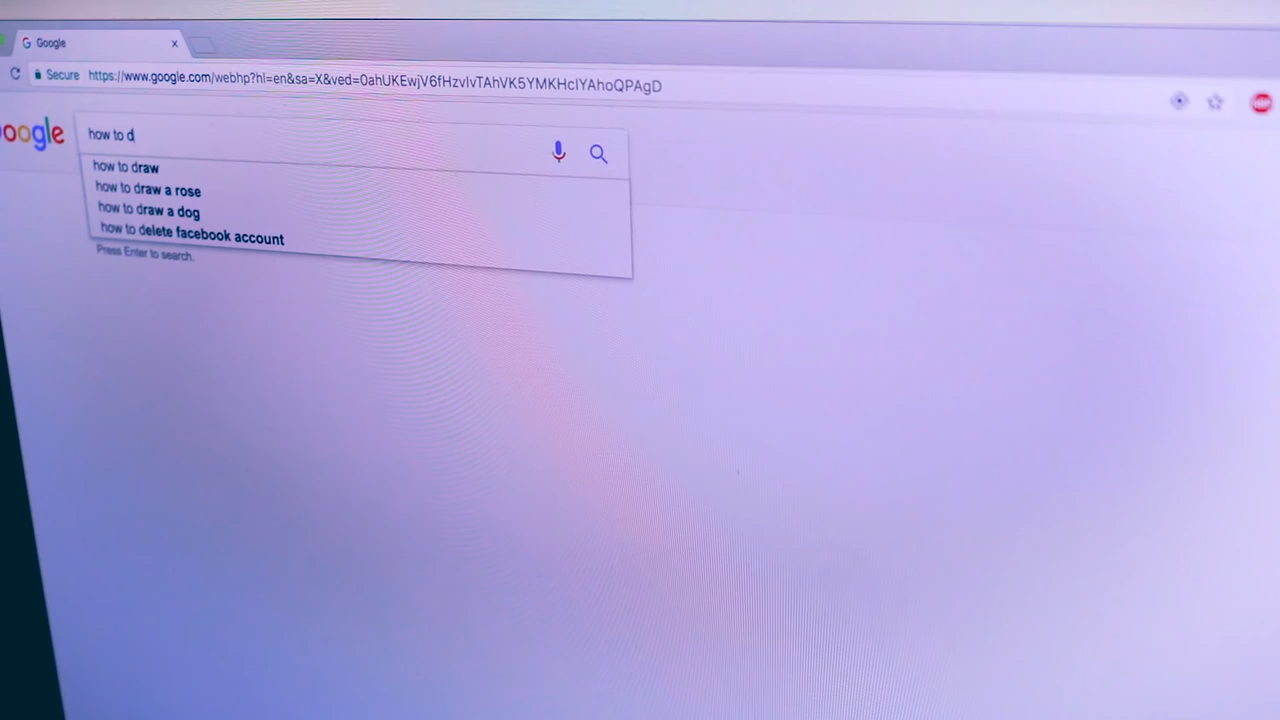 Google
Secure https://www.google.com/webhp?hl=en&sa=X&ved=0ahUKEwjV6fHzvIvTAhVK5YMKHcIYAhoQPAgD
oogle
how to d
how to draw
how to draw a rose
how to draw a dog
how to delete facebook account
Press Enter to search.